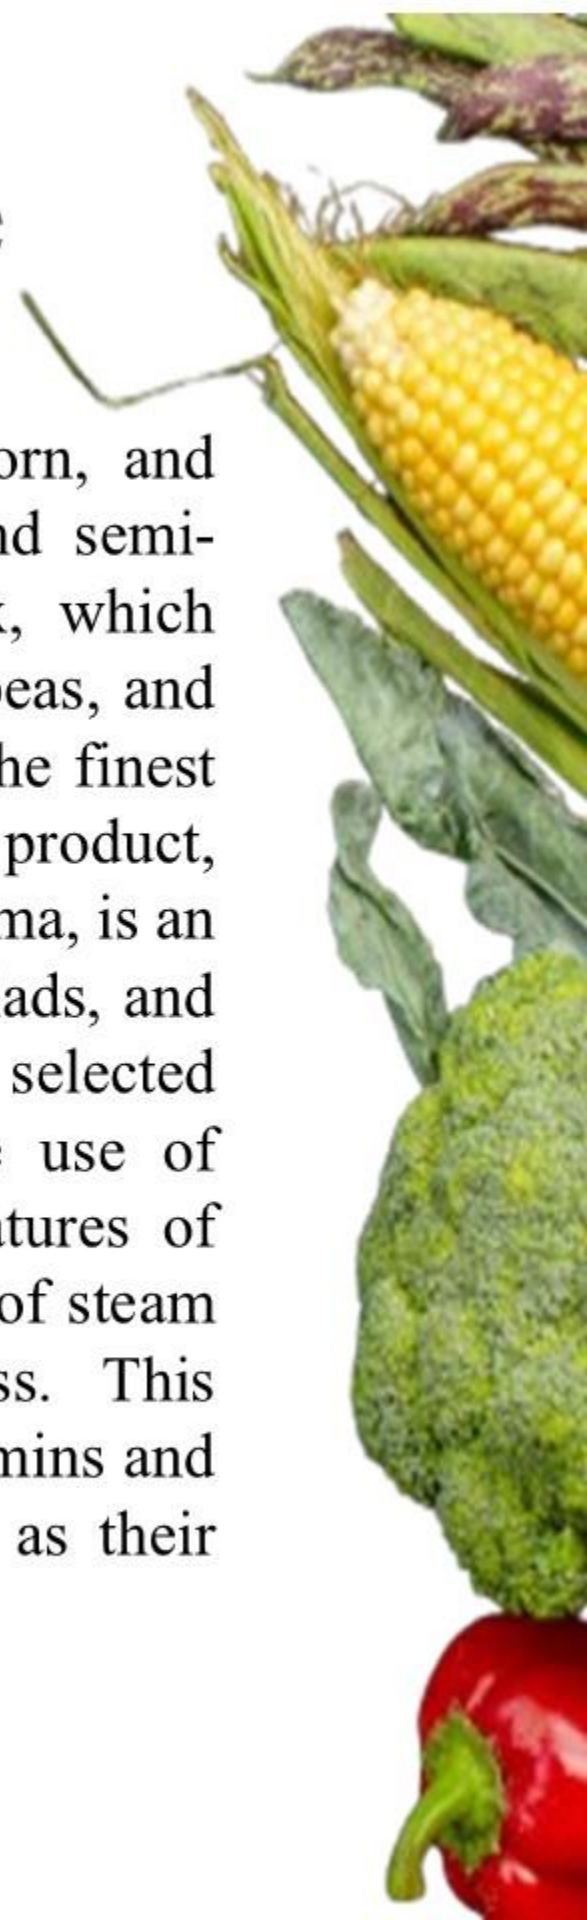 orn, and
nd semi-
which
peas, and
he finest
product,
ma, is an
ads, and
selected
use of
atures of
of steam
ss. This
mins and
as their